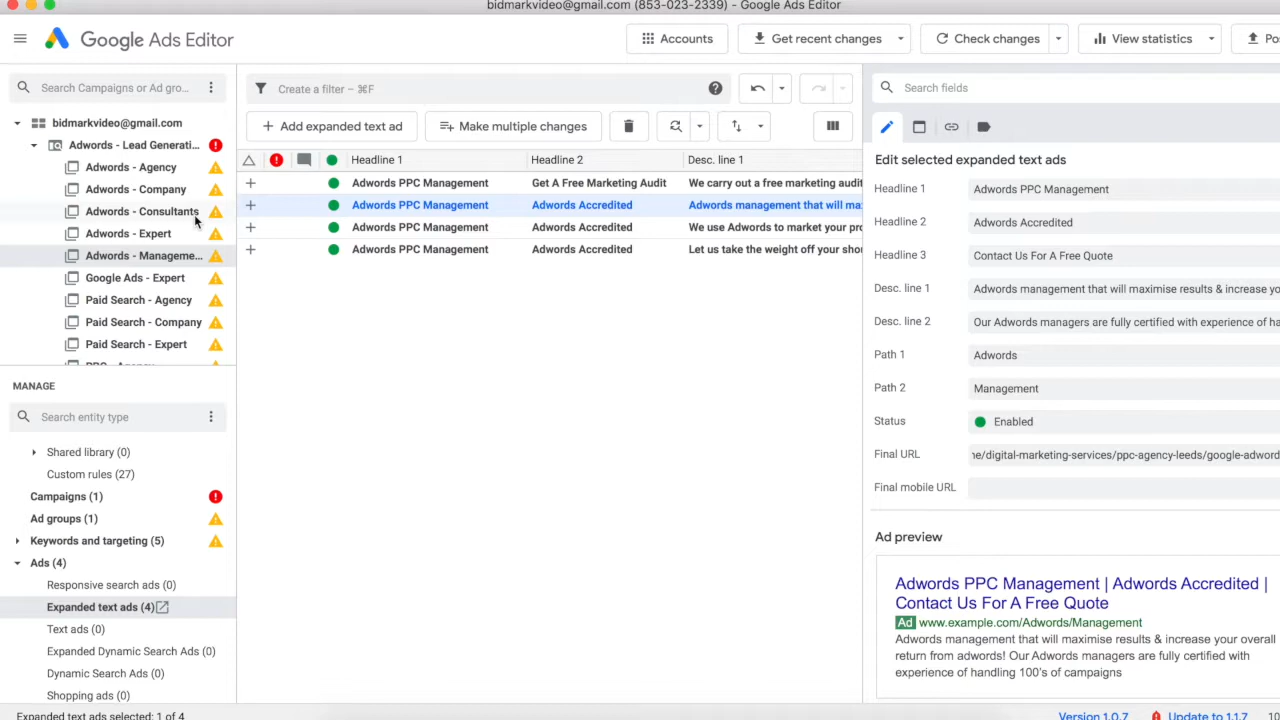 bidmarkvideo@gmail.com (853-023-2339) - Google Ads Editor
Google Ads Editor
Accounts
Get recent changes
Check changes
View statistics
Search Campaigns or Ad gro...
Create a filter – ⌘F
Search fields
bidmarkvideo@gmail.com
Adwords - Lead Generati...
Adwords - Agency
Adwords - Company
Adwords - Consultants
Adwords - Expert
Adwords - Manageme...
Google Ads - Expert
Paid Search - Agency
Paid Search - Company
Paid Search - Expert
MANAGE
Search entity type
Shared library (0)
Custom rules (27)
Campaigns (1)
Ad groups (1)
Keywords and targeting (5)
Ads (4)
Responsive search ads (0)
Expanded text ads (4)
Text ads (0)
Expanded Dynamic Search Ads (0)
Dynamic Search Ads (0)
Shopping ads (0)
Expanded text ads selected: 1 of 4
Add expanded text ad
Make multiple changes
Headline 1 Headline 2 Desc. line 1
Adwords PPC Management Get A Free Marketing Audit We carry out a free marketing audit
Adwords PPC Management Adwords Accredited Adwords management that will ma
Adwords PPC Management Adwords Accredited We use Adwords to market your
Adwords PPC Management Adwords Accredited Let us take the weight off your
Edit selected expanded text ads
Headline 1 Adwords PPC Management
Headline 2 Adwords Accredited
Headline 3 Contact Us For A Free Quote
Desc. line 1 Adwords management that will maximise results & increase
Desc. line 2 Our Adwords managers are fully certified with experience of
Path 1 Adwords
Path 2 Management
Status Enabled
Final URL ne/digital-marketing-services/ppc-agency-leeds/google-adword
Final mobile URL
Ad preview
Adwords PPC Management | Adwords Accredited |
Contact Us For A Free Quote
Ad www.example.com/Adwords/Management
Adwords management that will maximise results & increase your overall
return from adwords! Our Adwords managers are fully certified with
experience of handling 100's of campaigns
Version 1.0.7 Update to 1.1.7